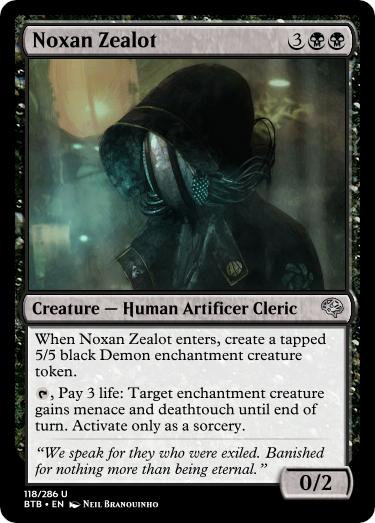 Noxan Zealot 3
Creature — Human Artificer Cleric
When Noxan Zealot enters, create a tapped
5/5 black Demon enchantment creature
token.
, Pay 3 life: Target enchantment creature
gains menace and deathtouch until end of
turn. Activate only as a sorcery.
“We speak for they who were exiled. Banished
for nothing more than being eternal.”
0/2
118/286 U
BTB • EN Neil Branquinho